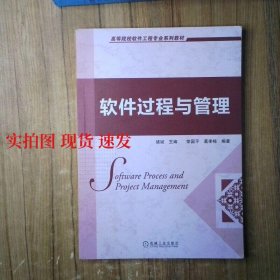 高等院校软件工程专业系列教材
软件过程与管理
实拍图 现货 速发
Software Process and
Project Management
机械工业出版社